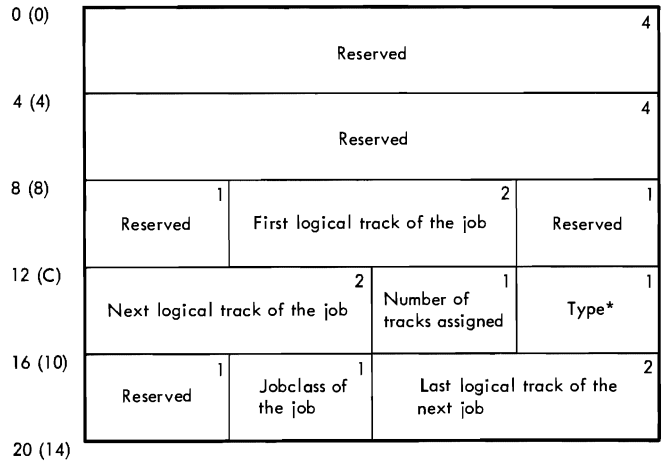 0 (0)
4
Reserved
4 (4)
4
Reserved
8 (8)
1
2
1
Reserved
First logical track of the job
Reserved
12 (C)
2
1
1
Next logical track of the job
Number of
tracks assigned
Type*
16 (10)
1
1
2
Reserved
Jobclass of
the job
Last logical track of the
next job
20 (14)